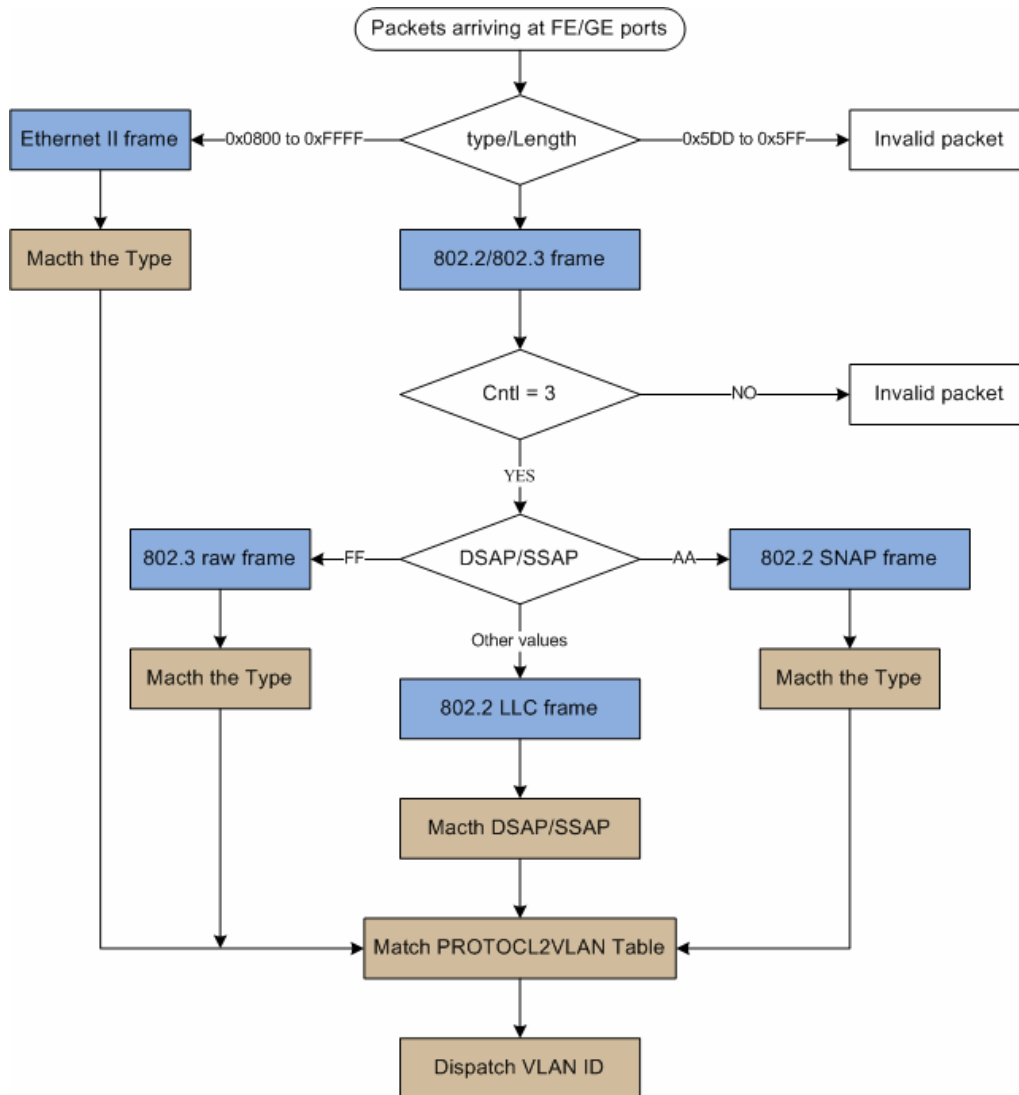 Packets arriving at FE/GE ports
Ethernet II frame
0x0800 to 0xFFFF
type/Length
0x5DD to 0x5FF
Invalid packet
Macth the Type
802.2/802.3 frame
Cntl = 3
NO
Invalid packet
YES
802.3 raw frame
FF
DSAP/SSAP
AA
802.2 SNAP frame
Other values
Macth the Type
Macth the Type
802.2 LLC frame
Macth DSAP/SSAP
Match PROTOCL2VLAN Table
Dispatch VLAN ID